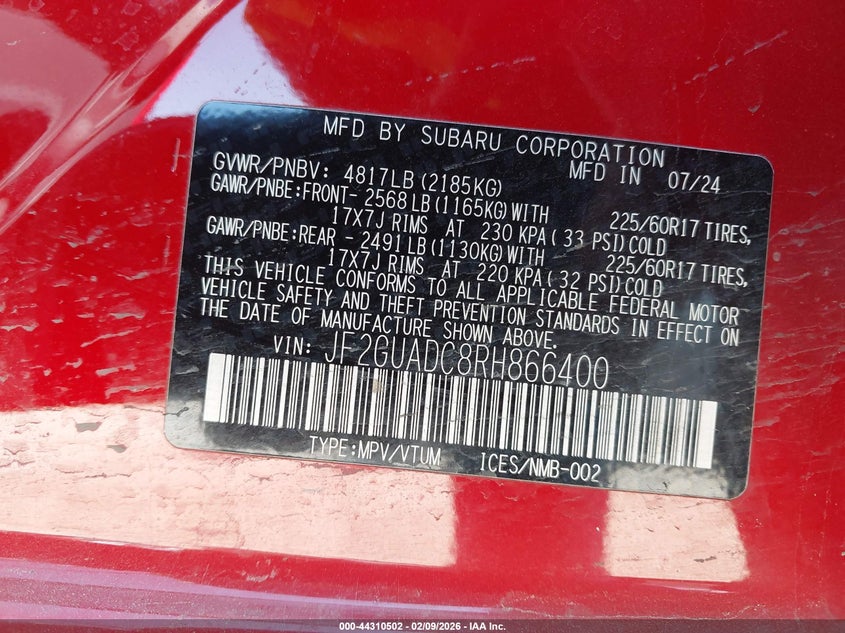 MFD BY SUBARU CORPORATION
MFD IN 07/24
GVWR/PNBV: 4817LB (2185KG)
GAWR/PNBE:FRONT- 2568LB(1165KG)WITH 225/60R17 TIRES,
17X7J RIMS AT 230 KPA( 33 PSI)COLD
GAWR/PNBE:REAR - 2491LB(1130KG)WITH 225/60R17 TIRES,
17X7J RIMS AT 220 KPA( 32 PSI)COLD
THIS VEHICLE CONFORMS TO ALL APPLICABLE FEDERAL MOTOR
VEHICLE SAFETY AND THEFT PREVENTION STANDARDS IN EFFECT ON
THE DATE OF MANUFACTURE SHOWN ABOVE.
VIN: JF2GUADC8RH866400
TYPE:MPV/VTUM ICES/NMB-002
000-44310502 - 02/09/2026 - IAA Inc.